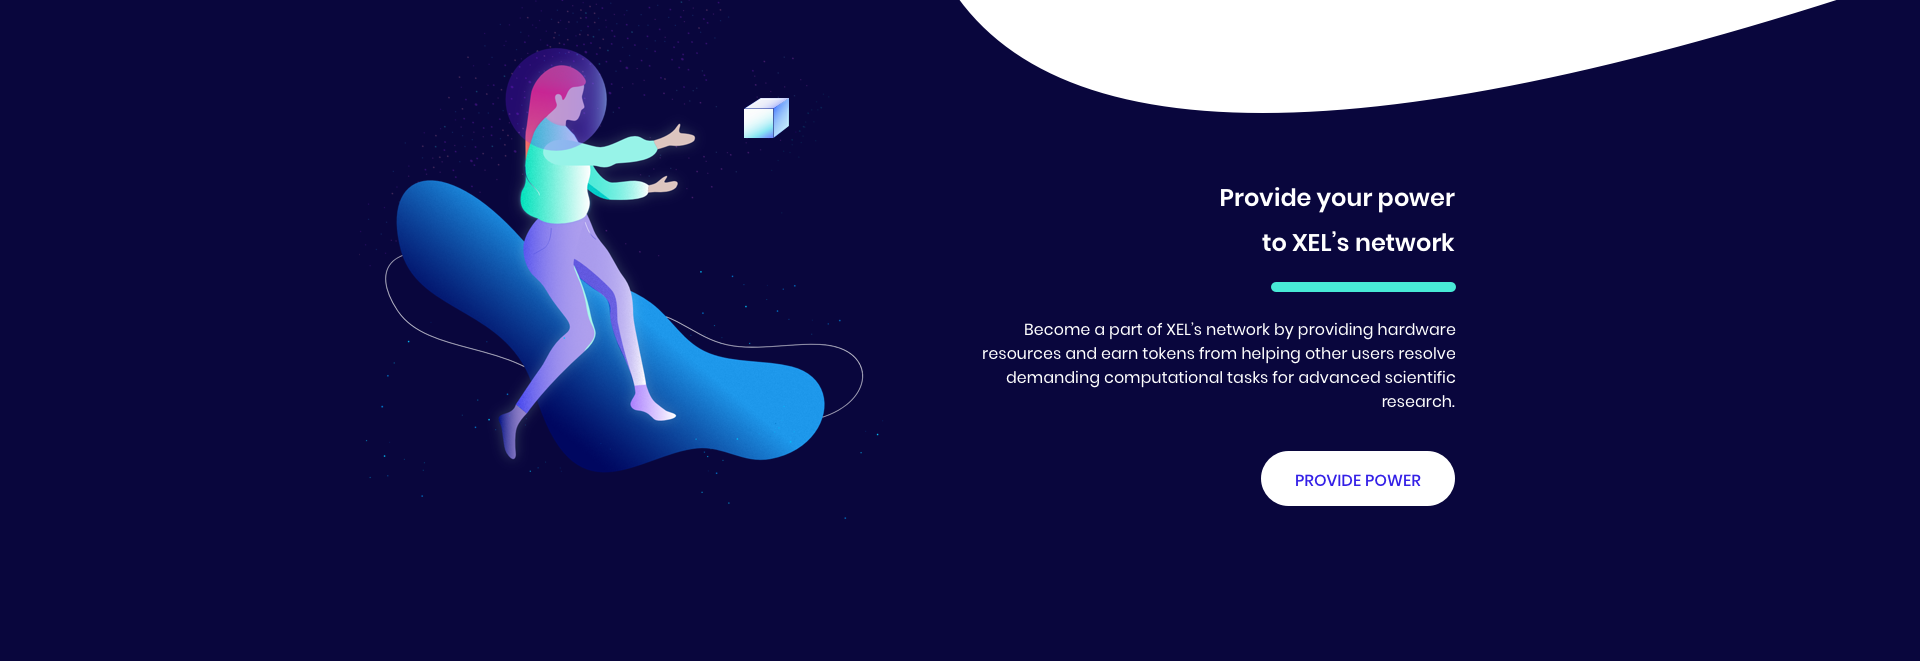 Provide your power
to XEL’s network
Become a part of XEL’s network by providing hardware
resources and earn tokens from helping other users resolve
demanding computational tasks for advanced scientific
research.
PROVIDE POWER